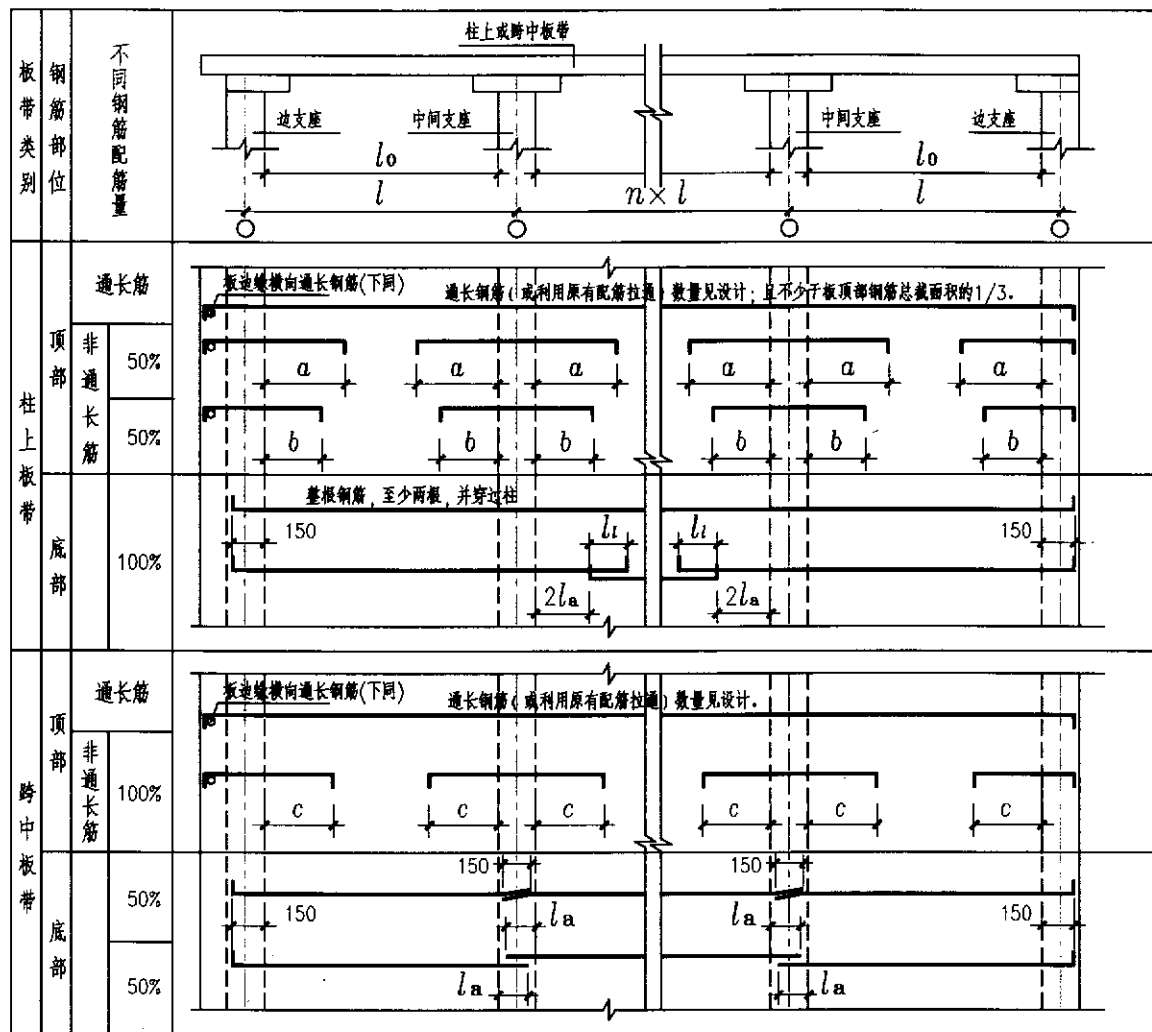 板带类别
钢筋部位
不同钢筋配筋量
柱上或跨中板带
边支座 中间支座 中间支座 边支座
l₀ l₀
l n×l l
柱上板带
顶部
通长筋
板边缘横向通长钢筋(下同)
通长钢筋(或利用原有配筋拉通)数量见设计；且不少于板顶部钢筋总截面积的1/3.
非通长筋
50%
a a a a a a
50%
b b b b b b
底部
100%
整根钢筋，至少两根，并穿过柱
150 lₗ lₗ 150
2lₐ 2lₐ
跨中板带
顶部
通长筋
板边缘横向通长钢筋(下同)
通长钢筋(或利用原有配筋拉通)数量见设计.
非通长筋
100%
c c c c c c
底部
150 150
50%
150 lₐ lₐ 150
50%
lₐ lₐ